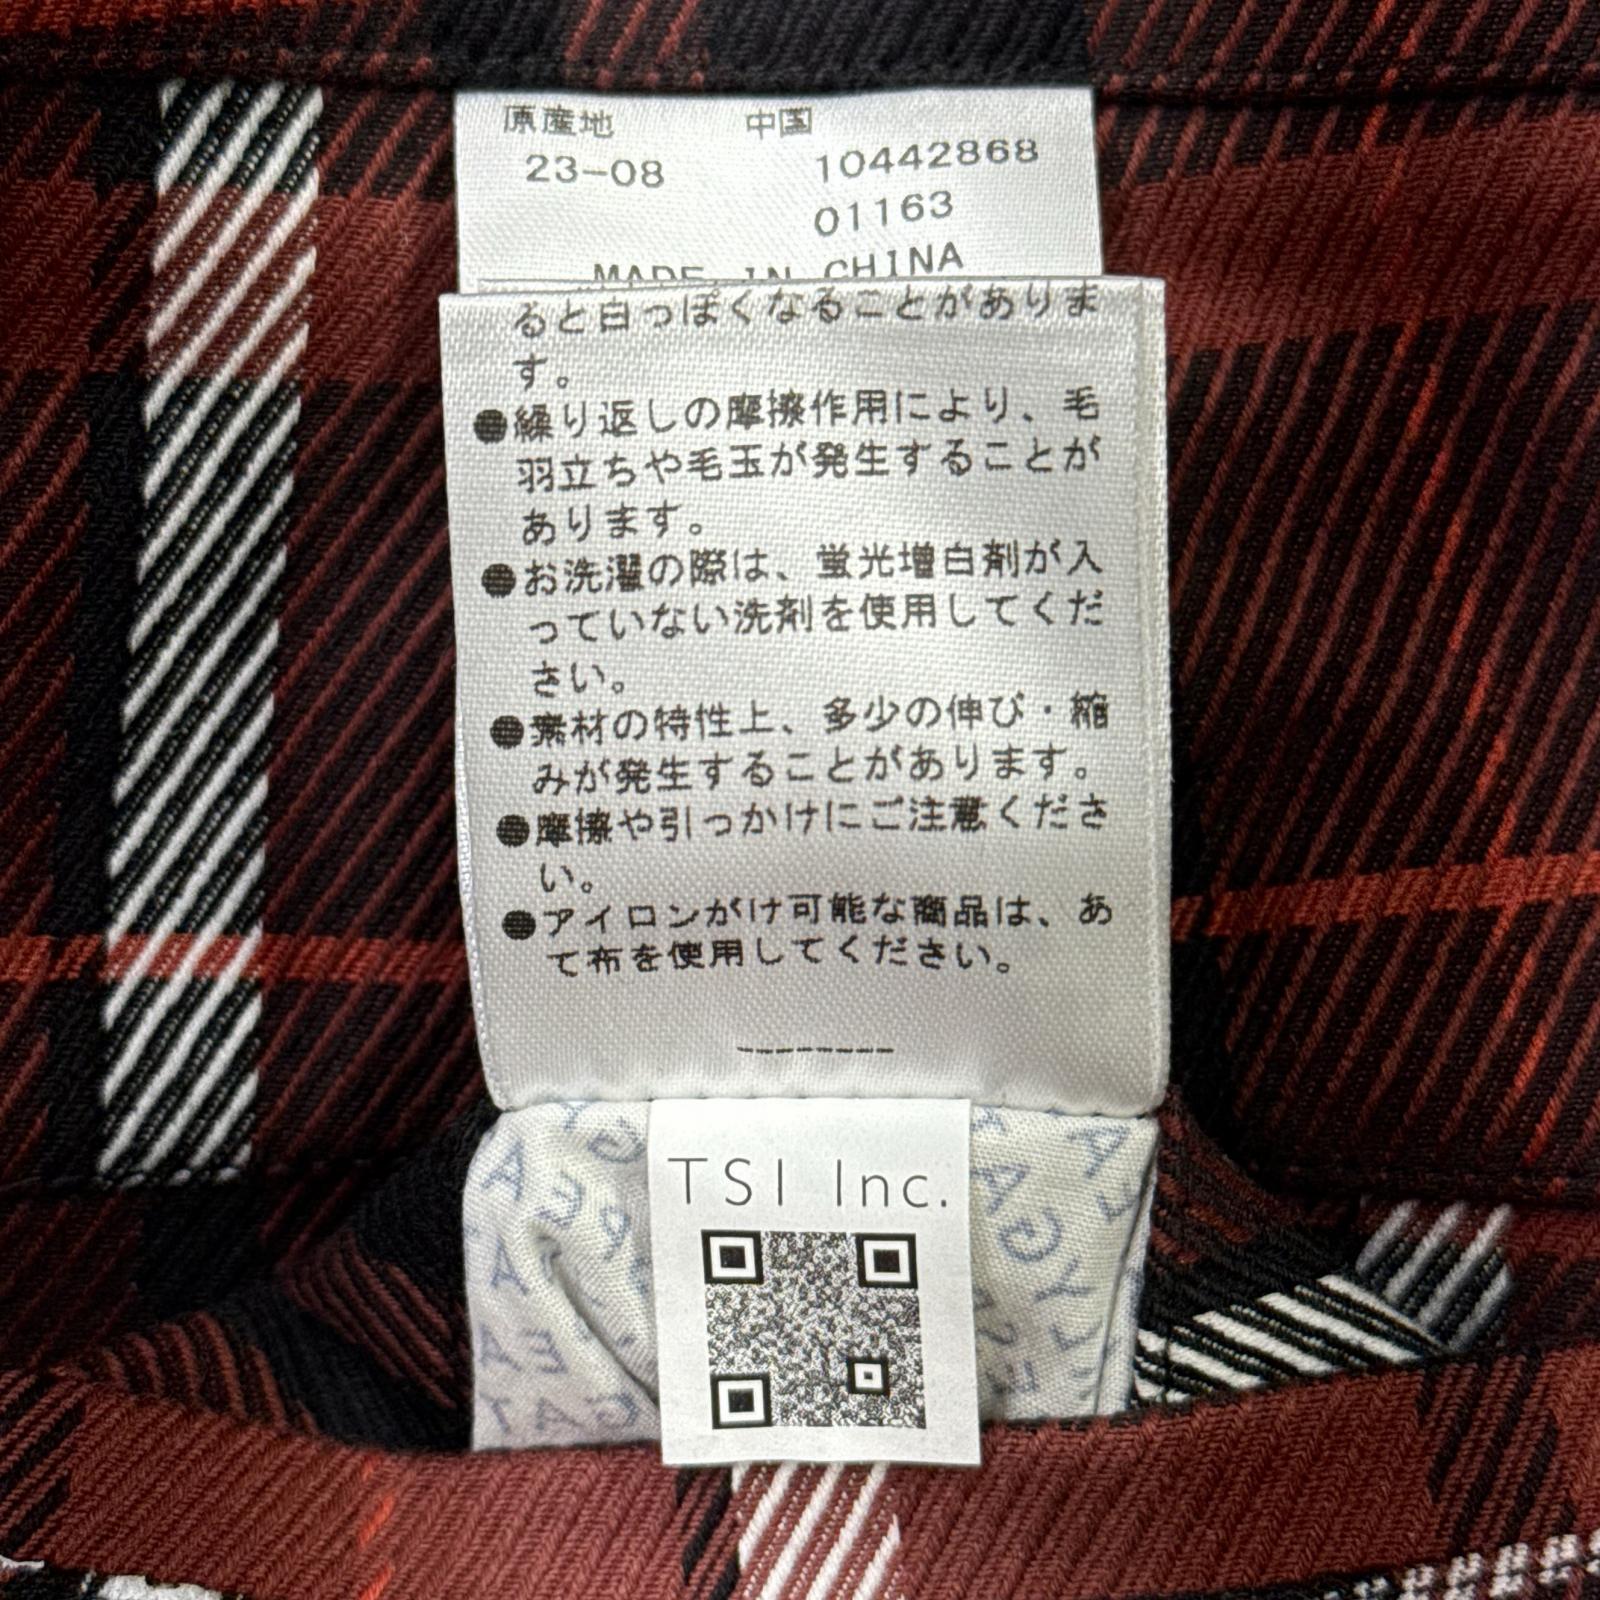 原産地 中国
23-08 10442868
01163
MADE IN CHINA
ると白っぽくなることがありま
す。
●繰り返しの摩擦作用により、毛
羽立ちや毛玉が発生することが
あります。
●お洗濯の際は、蛍光増白剤が入
っていない洗剤を使用してくだ
さい。
●素材の特性上、多少の伸び・縮
みが発生することがあります。
●摩擦や引っかけにご注意くださ
い。
●アイロンがけ可能な商品は、あ
て布を使用してください。
--------
TSI Inc.